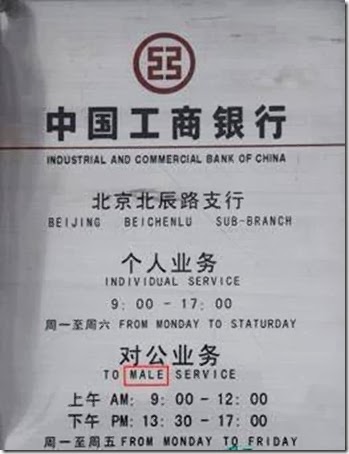 中国工商银行
INDUSTRIAL AND COMMERCIAL BANK OF CHINA
北京北辰路支行
BEIJING BEICHENLU SUB-BRANCH
个人业务
INDIVIDUAL SERVICE
9: 00 - 17: 00
周一至周六 FROM MONDAY TO STATURDAY
对公业务
TO MALE SERVICE
上午 AM: 9: 00 - 12: 00
下午 PM: 13: 30 - 17: 00
周一至周五 FROM MONDAY TO FRIDAY